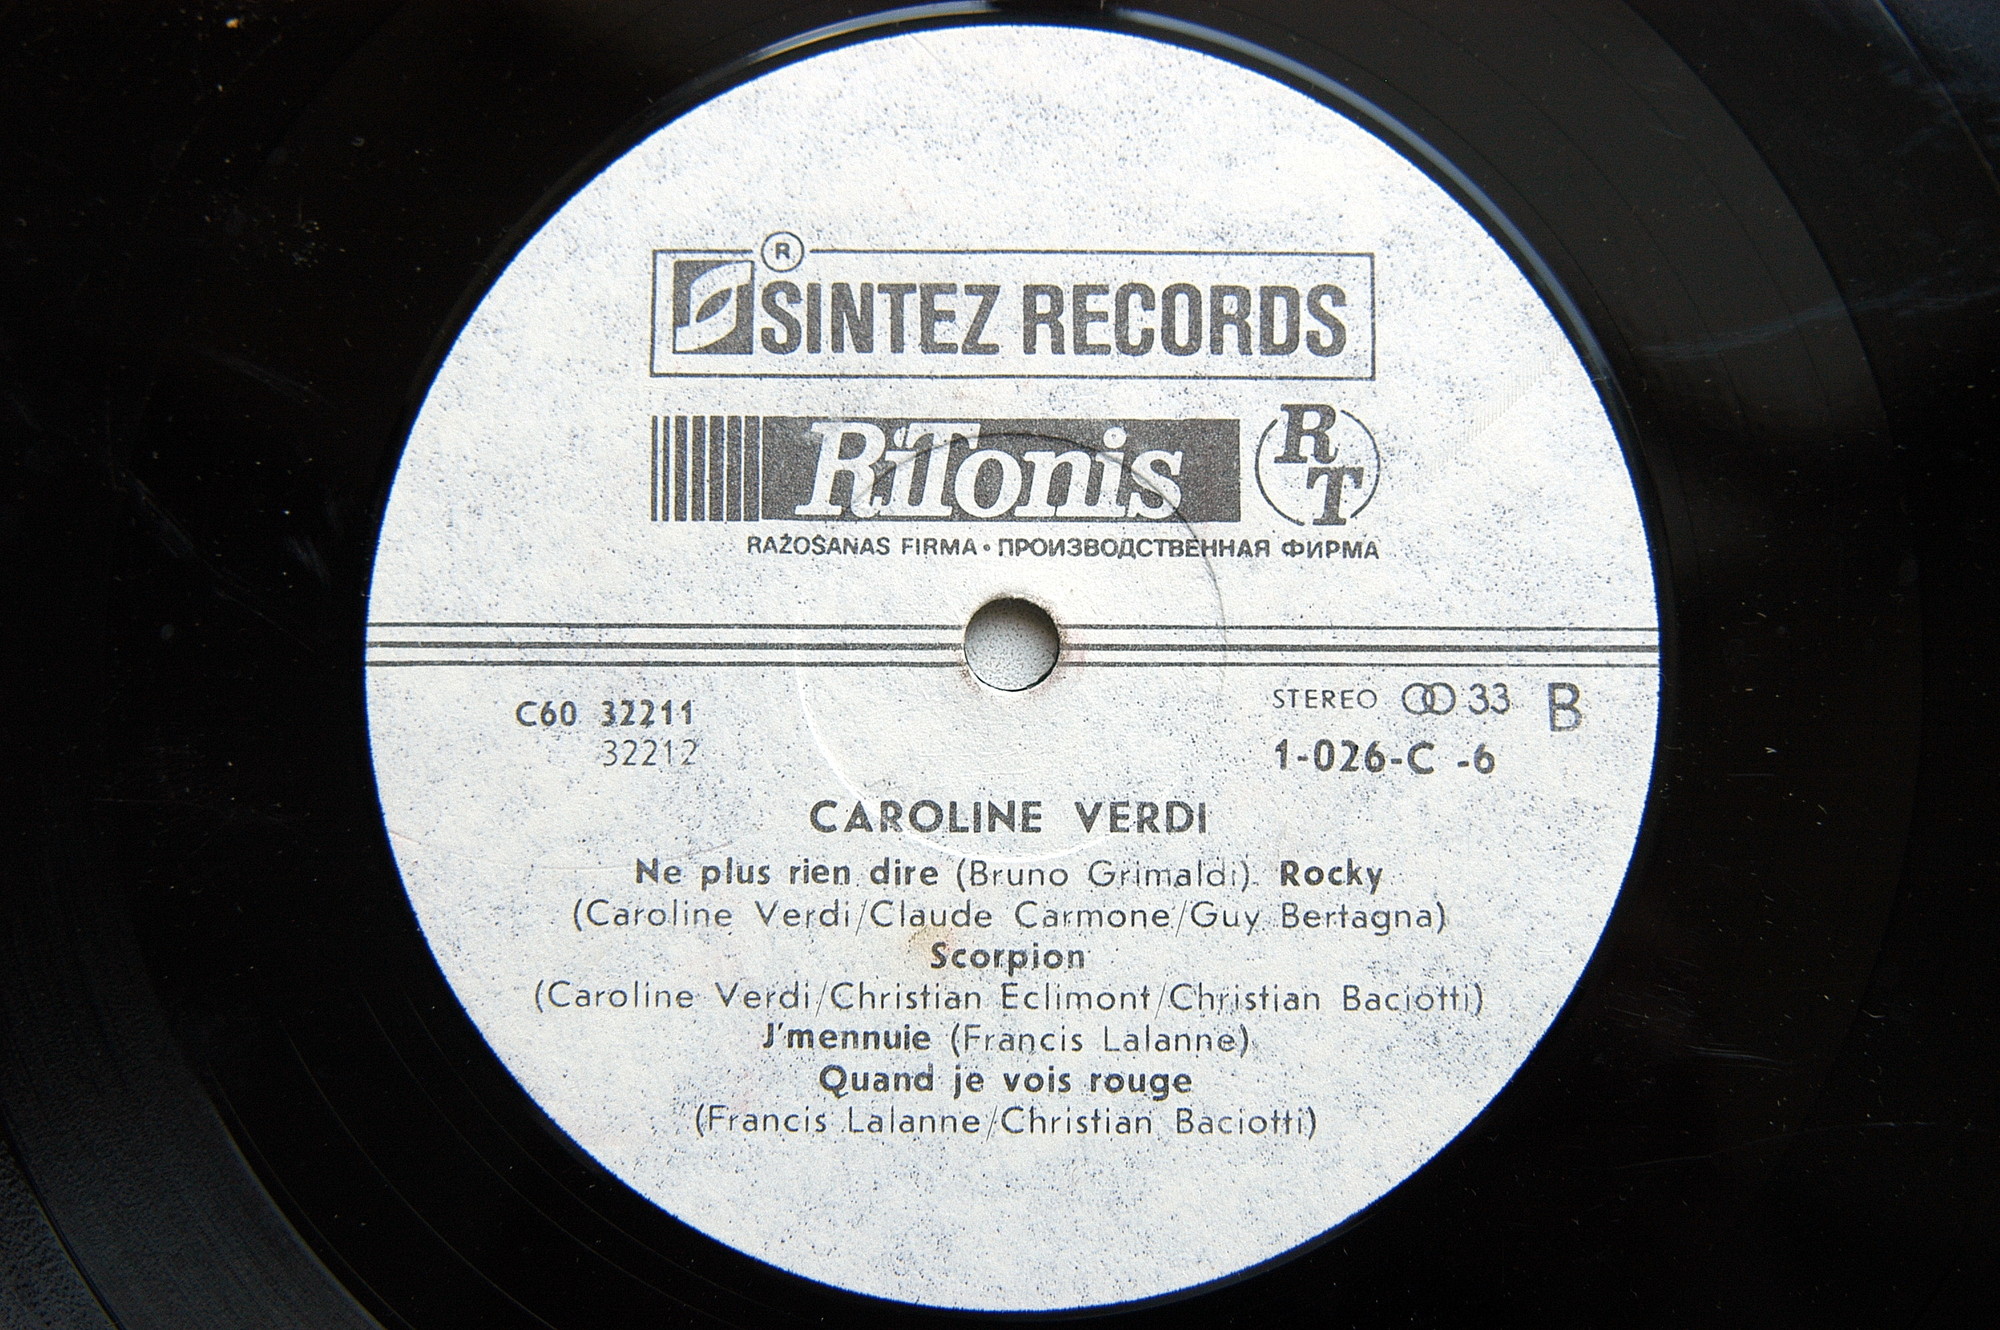 ®
SINTEZ RECORDS
RiTonis RT
RAŽOŠANAS FIRMA • ПРОИЗВОДСТВЕННАЯ ФИРМА
C60 32211
32212
STEREO 33 B
1-026-C -6
CAROLINE VERDI
Ne plus rien dire (Bruno Grimaldi). Rocky
(Caroline Verdi/Claude Carmone/Guy Bertagna)
Scorpion
(Caroline Verdi/Christian Eclimont/Christian Baciotti)
J'mennuie (Francis Lalanne)
Quand je vois rouge
(Francis Lalanne/Christian Baciotti)